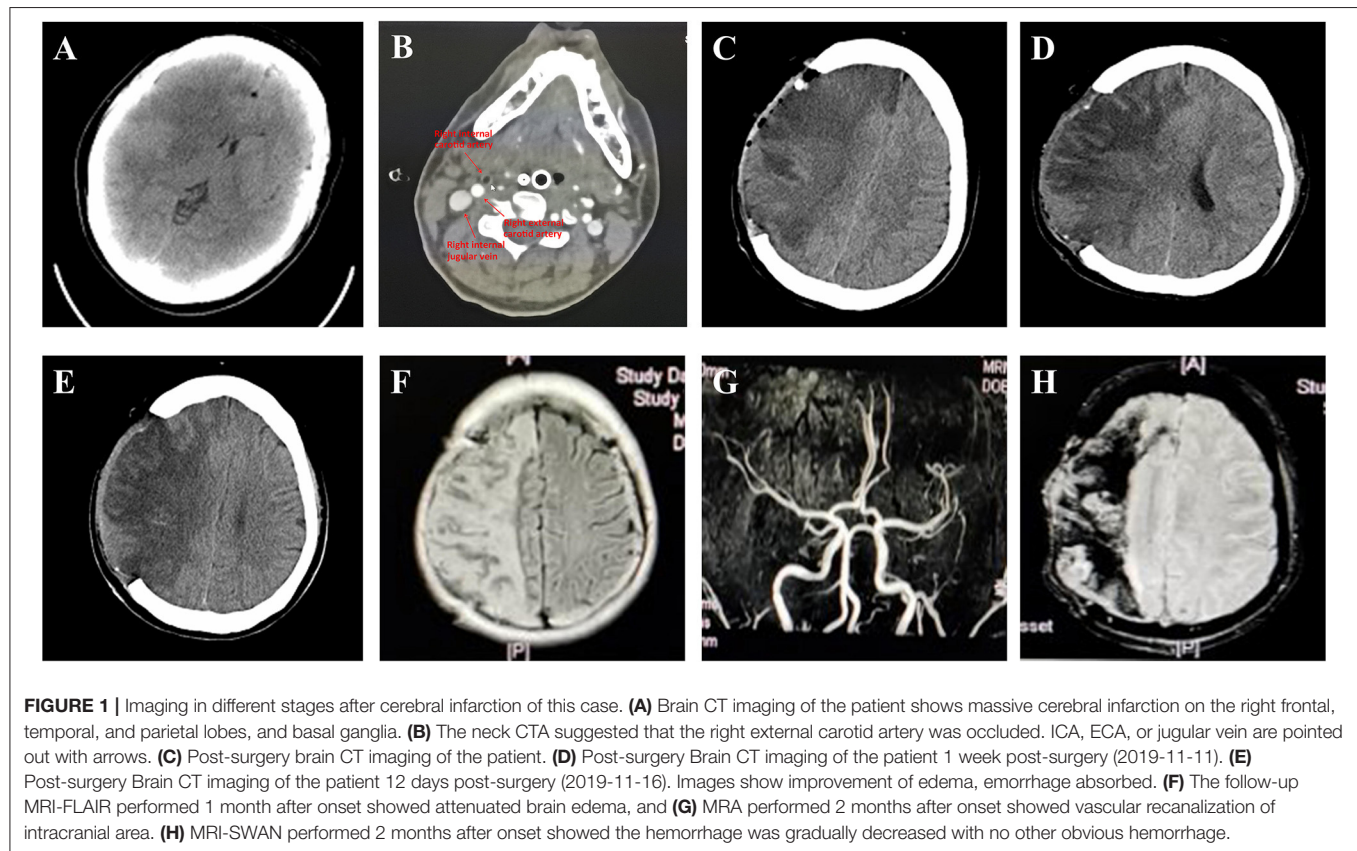 A
B
C
D
Right internal
carotid artery
Right external
carotid artery
Right internal
jugular vein
E
F
Study Da
Study
G
MRN
DOB
H
[A]
Stu
[P]
sset
[P]
FIGURE 1 | Imaging in different stages after cerebral infarction of this case. (A) Brain CT imaging of the patient shows massive cerebral infarction on the right frontal,
temporal, and parietal lobes, and basal ganglia. (B) The neck CTA suggested that the right external carotid artery was occluded. ICA, ECA, or jugular vein are pointed
out with arrows. (C) Post-surgery brain CT imaging of the patient. (D) Post-surgery Brain CT imaging of the patient 1 week post-surgery (2019-11-11). (E)
Post-surgery Brain CT imaging of the patient 12 days post-surgery (2019-11-16). Images show improvement of edema, emorrhage absorbed. (F) The follow-up
MRI-FLAIR performed 1 month after onset showed attenuated brain edema, and (G) MRA performed 2 months after onset showed vascular recanalization of
intracranial area. (H) MRI-SWAN performed 2 months after onset showed the hemorrhage was gradually decreased with no other obvious hemorrhage.